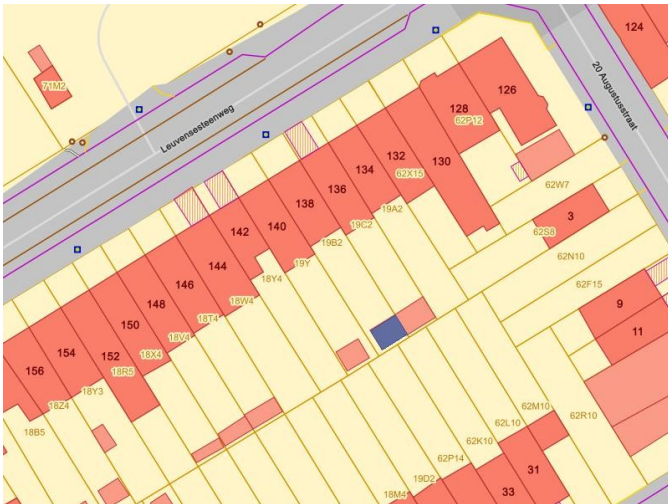 124
71M2
20 Augustusstraat
Leuvensesteenweg
126
128
62P12
132
130
134
62X15
136
62W7
138
19A2
3
140
19C2
62S8
142
19B2
62N10
144
19Y
18Y4
146
62F15
18W4
148
18T4
9
150
18V4
11
154
152
18X4
156
18R5
18Y3
18Z4
62M10
18B5
62L10
62R10
62K10
62P14
31
19D2
33
18M4